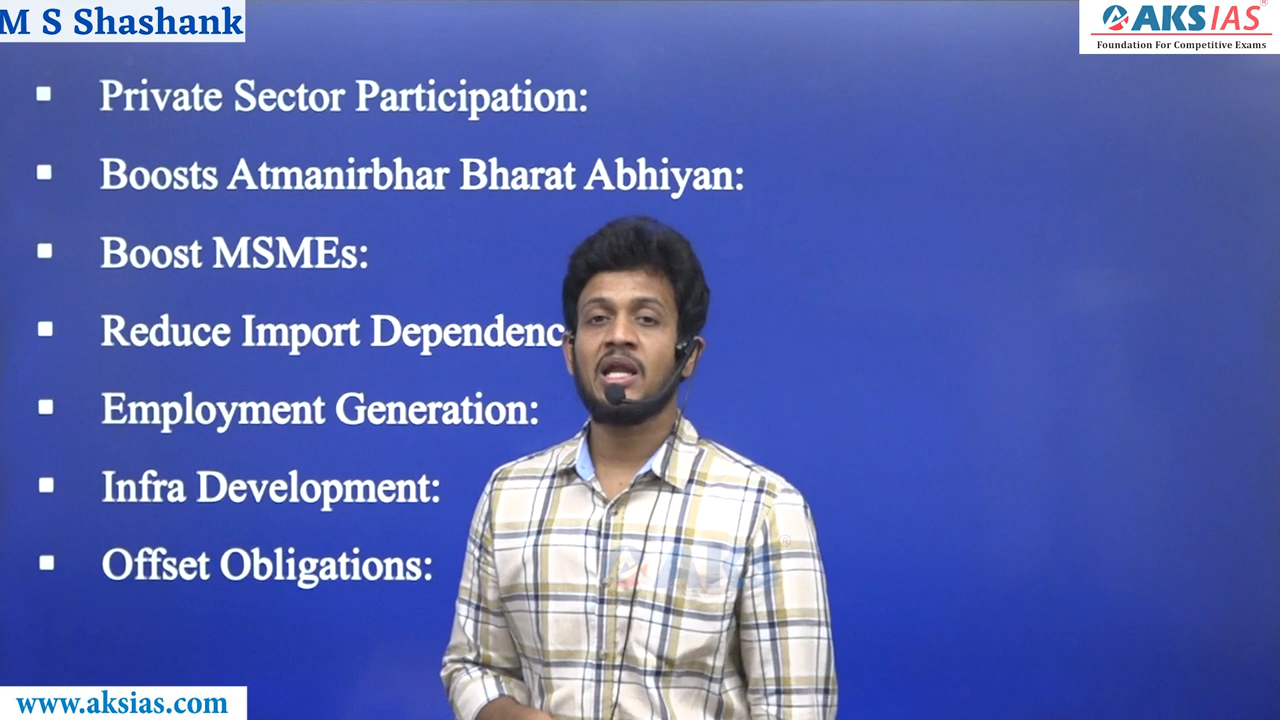 M S Shashank
AKS IAS®
Foundation For Competitive Exams
Private Sector Participation:
Boosts Atmanirbhar Bharat Abhiyan:
Boost MSMEs:
Reduce Import Dependenc
Employment Generation:
Infra Development:
Offset Obligations:
www.aksias.com